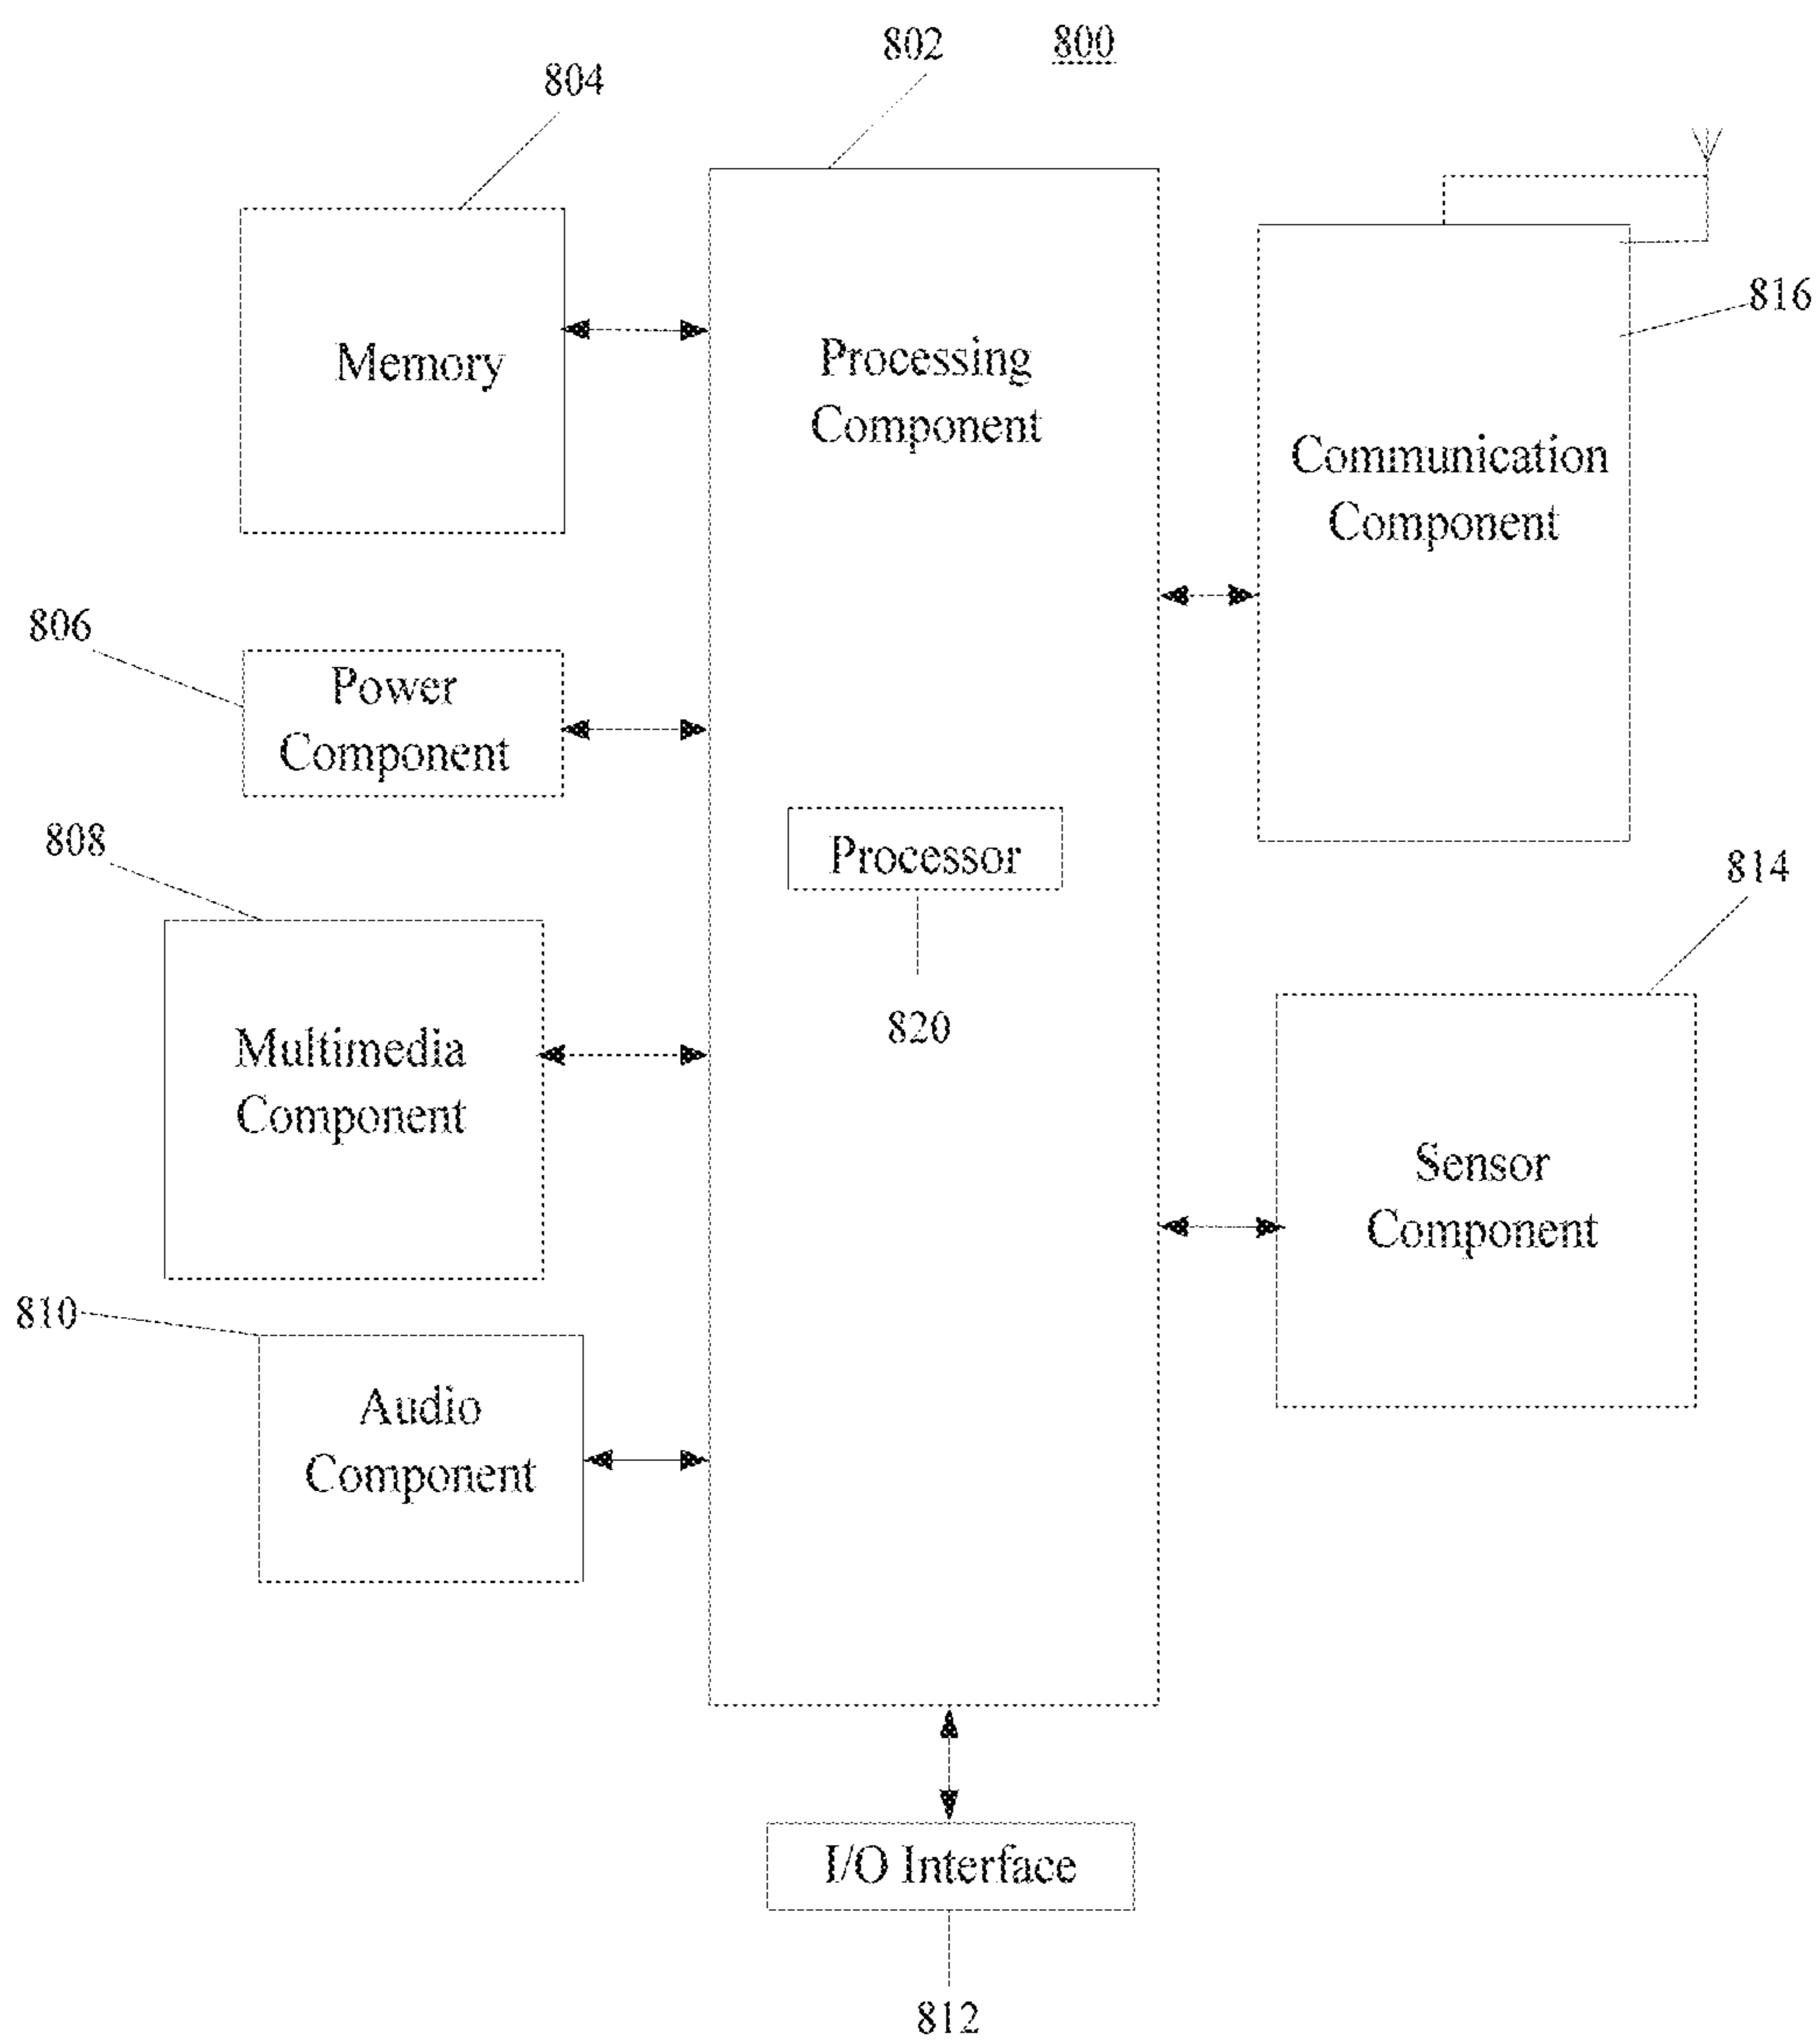 802
800
804
Memory
Processing
Component
816
Communication
Component
806
Power
Component
808
Processor
814
820
Multimedia
Component
Sensor
Component
810
Audio
Component
I/O Interface
812